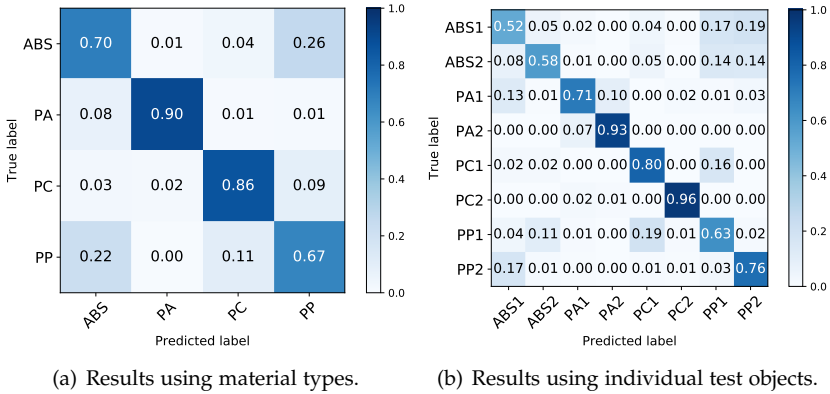 ABS 0.70 0.01 0.04 0.26
PA 0.08 0.90 0.01 0.01
PC 0.03 0.02 0.86 0.09
PP 0.22 0.00 0.11 0.67
ABS PA PC PP
True label
Predicted label
1.0
0.8
0.6
0.4
0.2
0.0
(a) Results using material types.
ABS1 0.52 0.05 0.02 0.00 0.04 0.00 0.17 0.19
ABS2 0.08 0.58 0.01 0.00 0.05 0.00 0.14 0.14
PA1 0.13 0.01 0.71 0.10 0.00 0.02 0.01 0.03
PA2 0.00 0.00 0.07 0.93 0.00 0.00 0.00 0.00
PC1 0.02 0.02 0.00 0.00 0.80 0.00 0.16 0.00
PC2 0.00 0.00 0.02 0.01 0.00 0.96 0.00 0.00
PP1 0.04 0.11 0.01 0.00 0.19 0.01 0.63 0.02
PP2 0.17 0.01 0.00 0.00 0.01 0.01 0.03 0.76
ABS1 ABS2 PA1 PA2 PC1 PC2 PP1 PP2
True label
Predicted label
1.0
0.8
0.6
0.4
0.2
0.0
(b) Results using individual test objects.